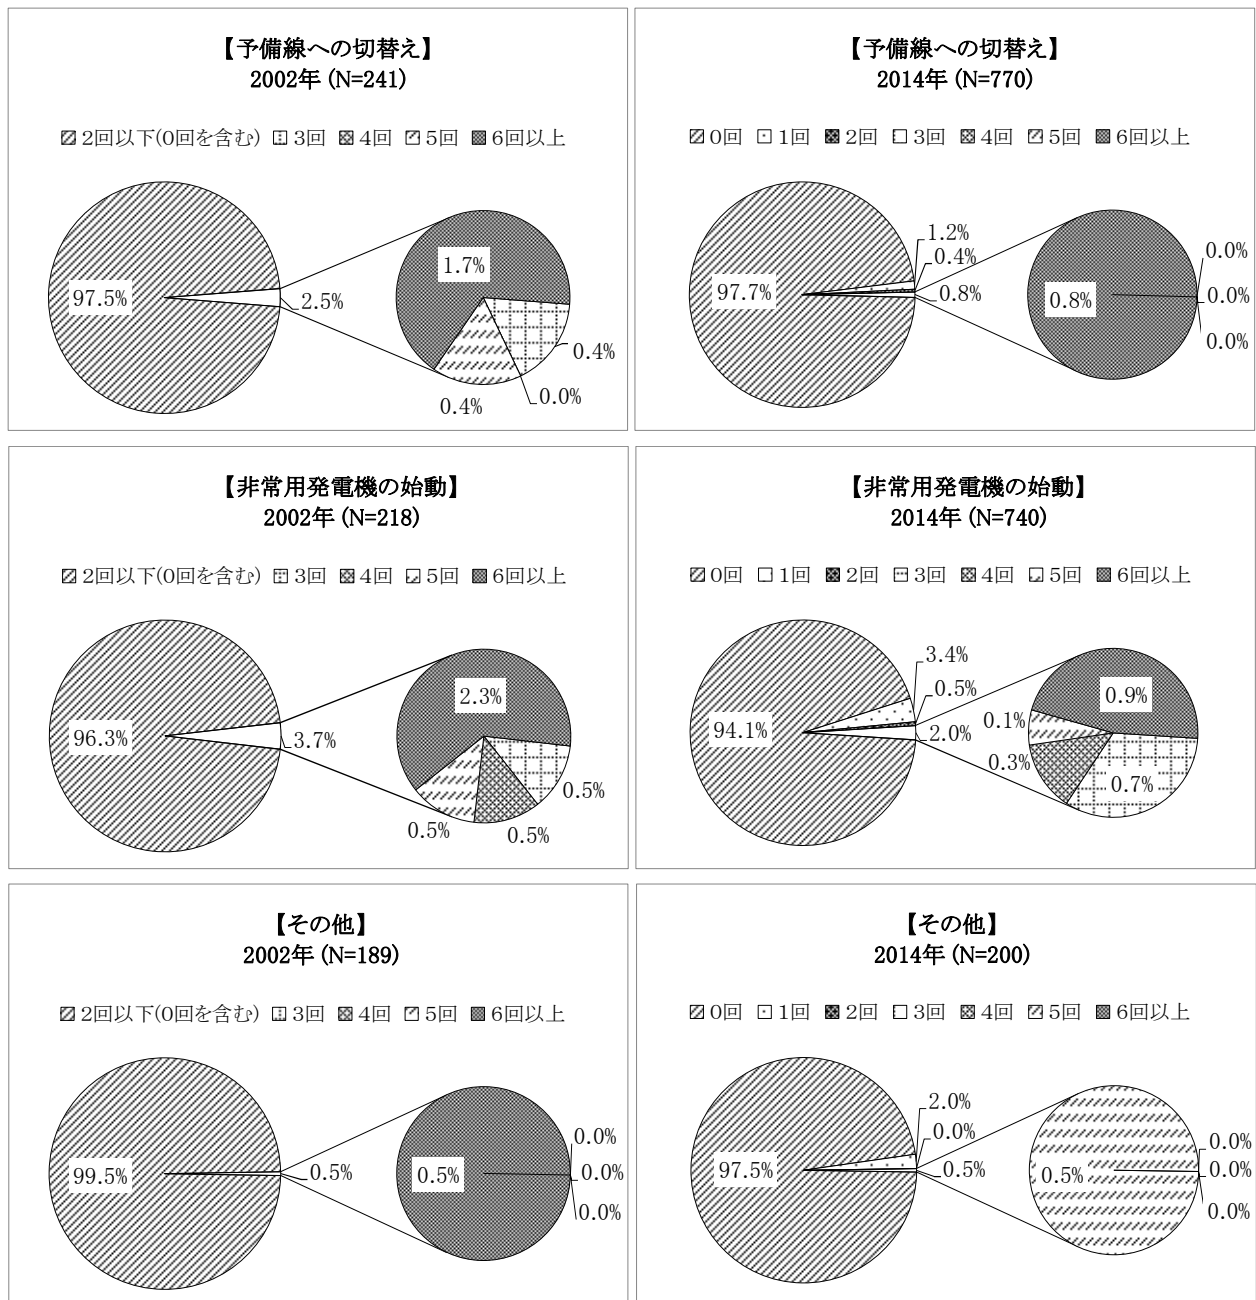 【予備線への切替え】
2002年 (N=241)
2回以下(0回を含む) 3回 4回 5回 6回以上
97.5%
2.5%
1.7%
0.4%
0.0%
0.4%
【予備線への切替え】
2014年 (N=770)
0回 1回 2回 3回 4回 5回 6回以上
97.7%
1.2%
0.4%
0.8%
0.8%
0.0%
0.0%
0.0%
【非常用発電機の始動】
2002年 (N=218)
2回以下(0回を含む) 3回 4回 5回 6回以上
96.3%
3.7%
2.3%
0.5%
0.5%
0.5%
【非常用発電機の始動】
2014年 (N=740)
0回 1回 2回 3回 4回 5回 6回以上
94.1%
3.4%
0.5%
2.0%
0.9%
0.1%
0.3%
0.7%
【その他】
2002年 (N=189)
2回以下(0回を含む) 3回 4回 5回 6回以上
99.5%
0.5%
0.5%
0.0%
0.0%
0.0%
【その他】
2014年 (N=200)
0回 1回 2回 3回 4回 5回 6回以上
97.5%
2.0%
0.0%
0.5%
0.5%
0.0%
0.0%
0.0%